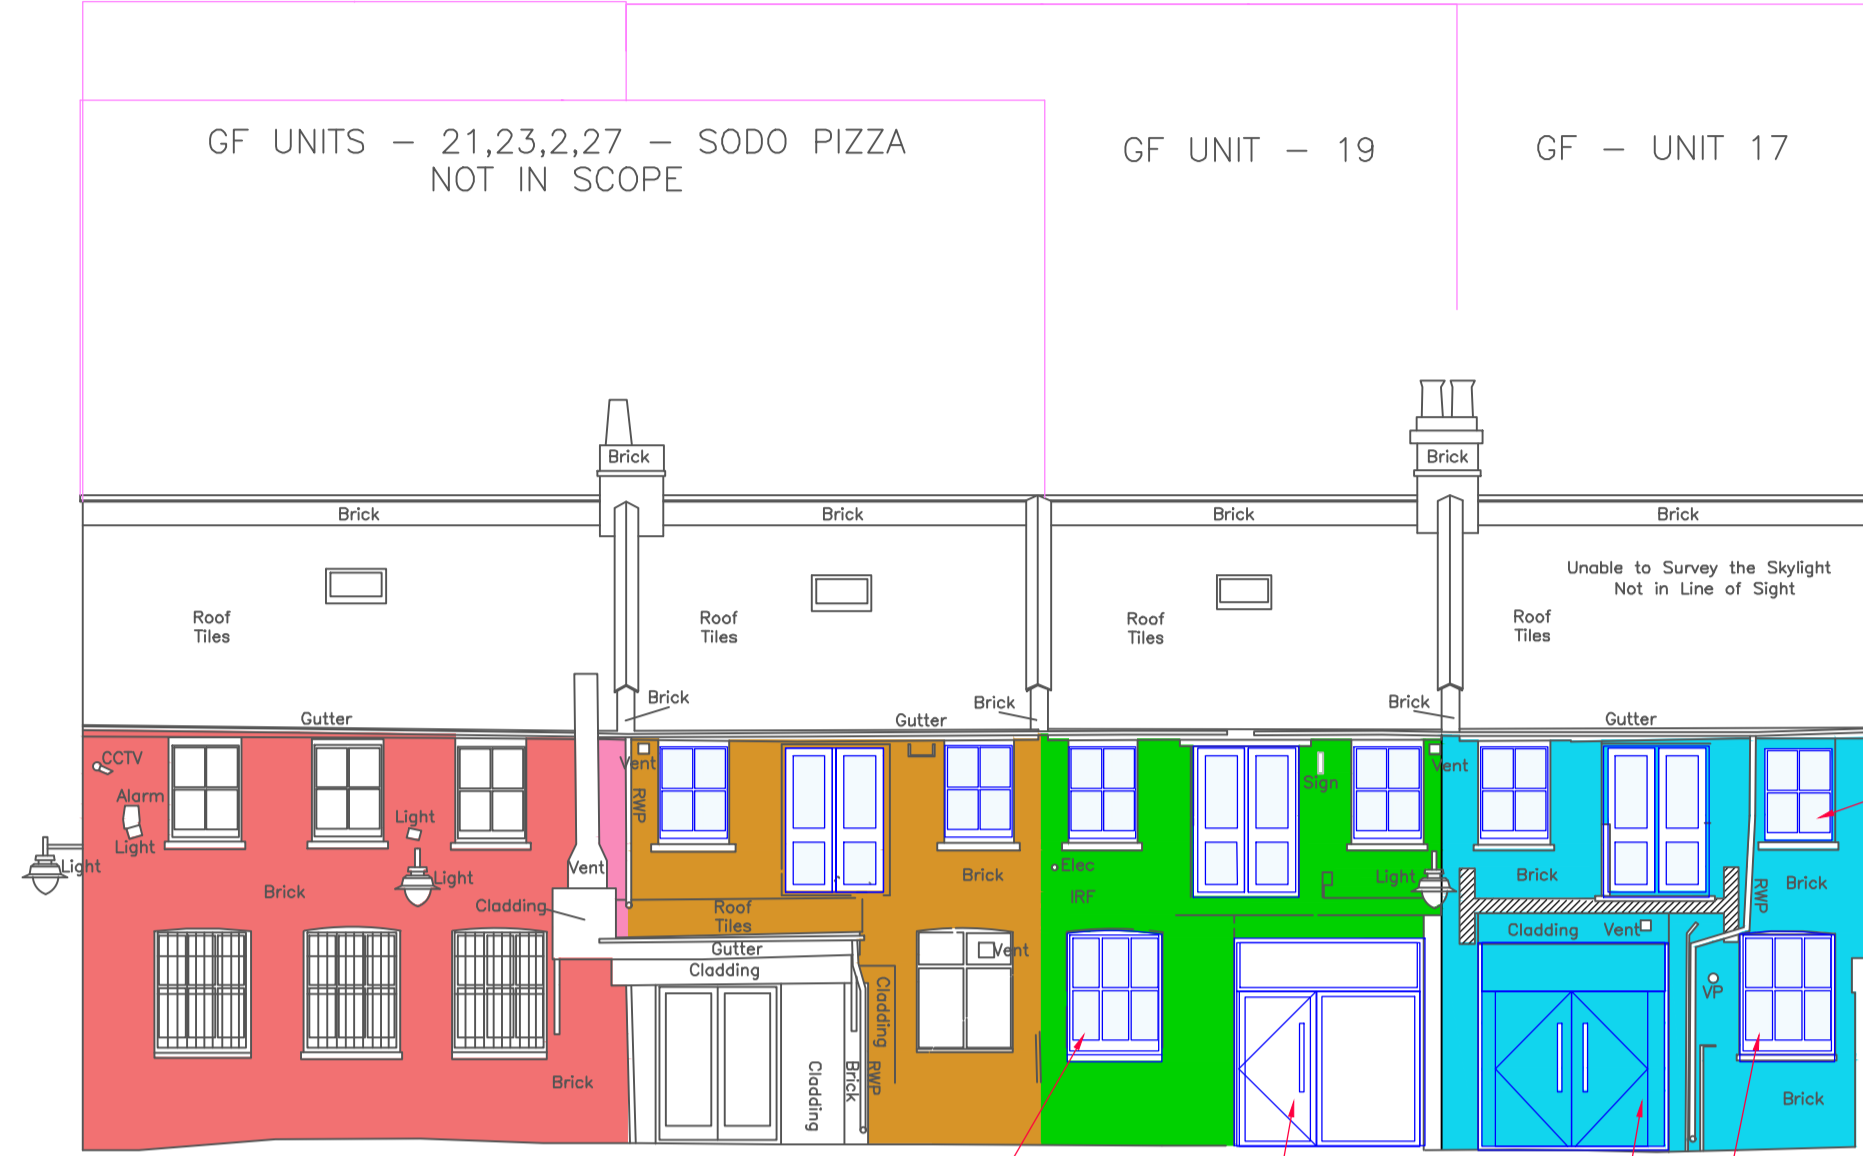 GF UNITS – 21,23,2,27 – SODO PIZZA
NOT IN SCOPE
GF UNIT – 19
GF – UNIT 17
Brick
Brick
Brick
Brick
Brick
Brick
Unable to Survey the Skylight
Not in Line of Sight
Roof
Tiles
Roof
Tiles
Roof
Tiles
Roof
Tiles
Brick
Brick
Brick
Gutter
Gutter
Gutter
CCTV
Vent
Vent
Sign
Alarm
RWP
Light
Light
Light
Light
Vent
Elec
Light
Brick
Brick
Brick
Brick
IRF
RWP
Cladding
Roof
Tiles
Gutter
Vent
Cladding
Vent
Cladding
Cladding
VP
Brick
Cladding
Brick
RWP
Brick